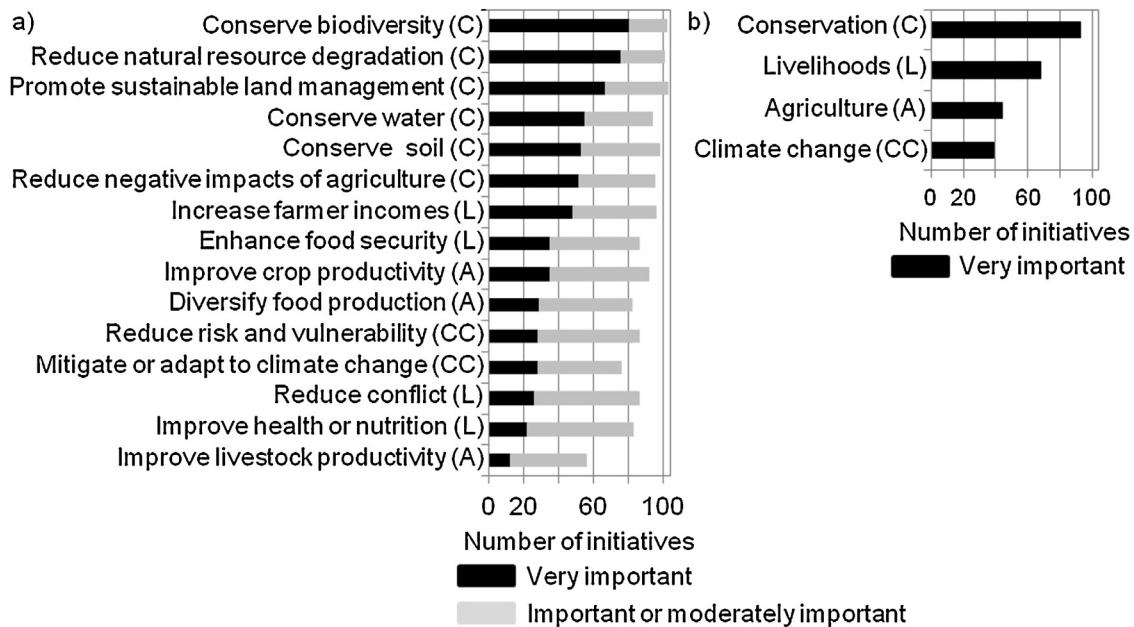 a)
Conserve biodiversity (C)
Reduce natural resource degradation (C)
Promote sustainable land management (C)
Conserve water (C)
Conserve soil (C)
Reduce negative impacts of agriculture (C)
Increase farmer incomes (L)
Enhance food security (L)
Improve crop productivity (A)
Diversify food production (A)
Reduce risk and vulnerability (CC)
Mitigate or adapt to climate change (CC)
Reduce conflict (L)
Improve health or nutrition (L)
Improve livestock productivity (A)
0 20 60 100
Number of initiatives
Very important
Important or moderately important
b)
Conservation (C)
Livelihoods (L)
Agriculture (A)
Climate change (CC)
0 20 60 100
Number of initiatives
Very important